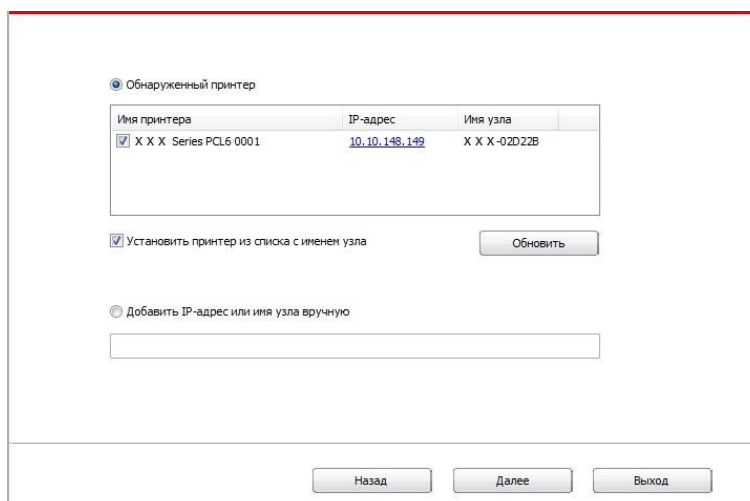 Обнаруженный принтер
Имя принтера IP-адрес Имя узла
X X X Series PCL6 0001 10.10.148.149 X X X-02D22B
Установить принтер из списка с именем узла Обновить
Добавить IP-адрес или имя узла вручную
Назад Далее Выход